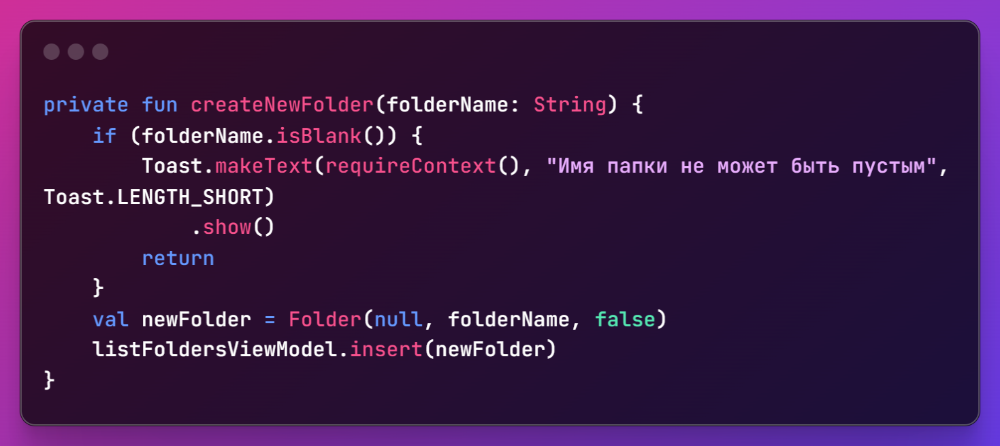 private fun createNewFolder(folderName: String) {
    if (folderName.isBlank()) {
        Toast.makeText(requireContext(), "Имя папки не может быть пустым",
Toast.LENGTH_SHORT)
            .show()
        return
    }
    val newFolder = Folder(null, folderName, false)
    listFoldersViewModel.insert(newFolder)
}